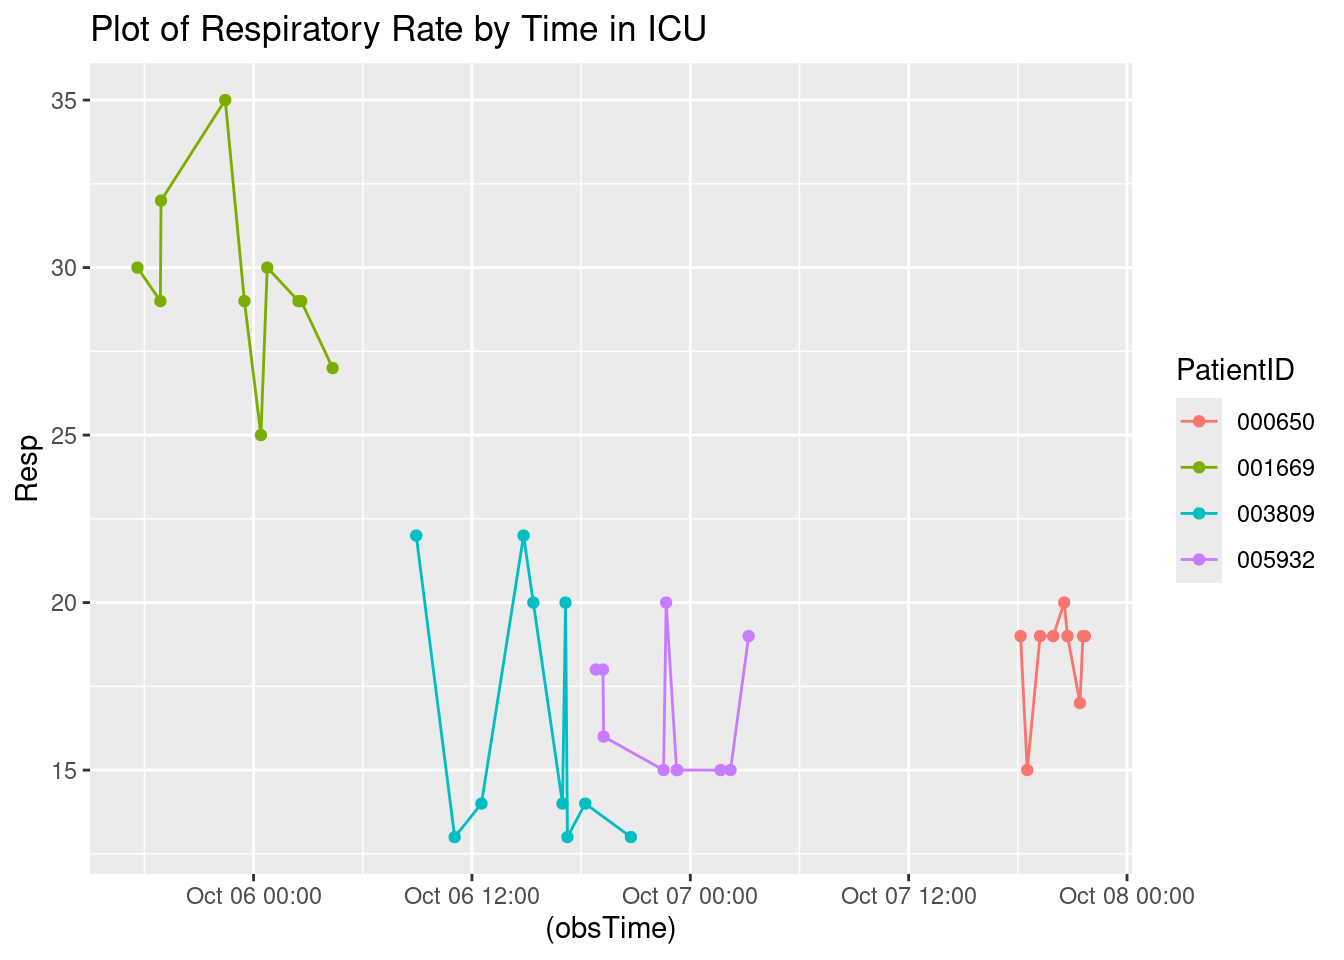 Plot of Respiratory Rate by Time in ICU
35
30
25
20
15
Resp
Oct 06 00:00 Oct 06 12:00 Oct 07 00:00 Oct 07 12:00 Oct 08 00:00
(obsTime)
PatientID
000650
001669
003809
005932